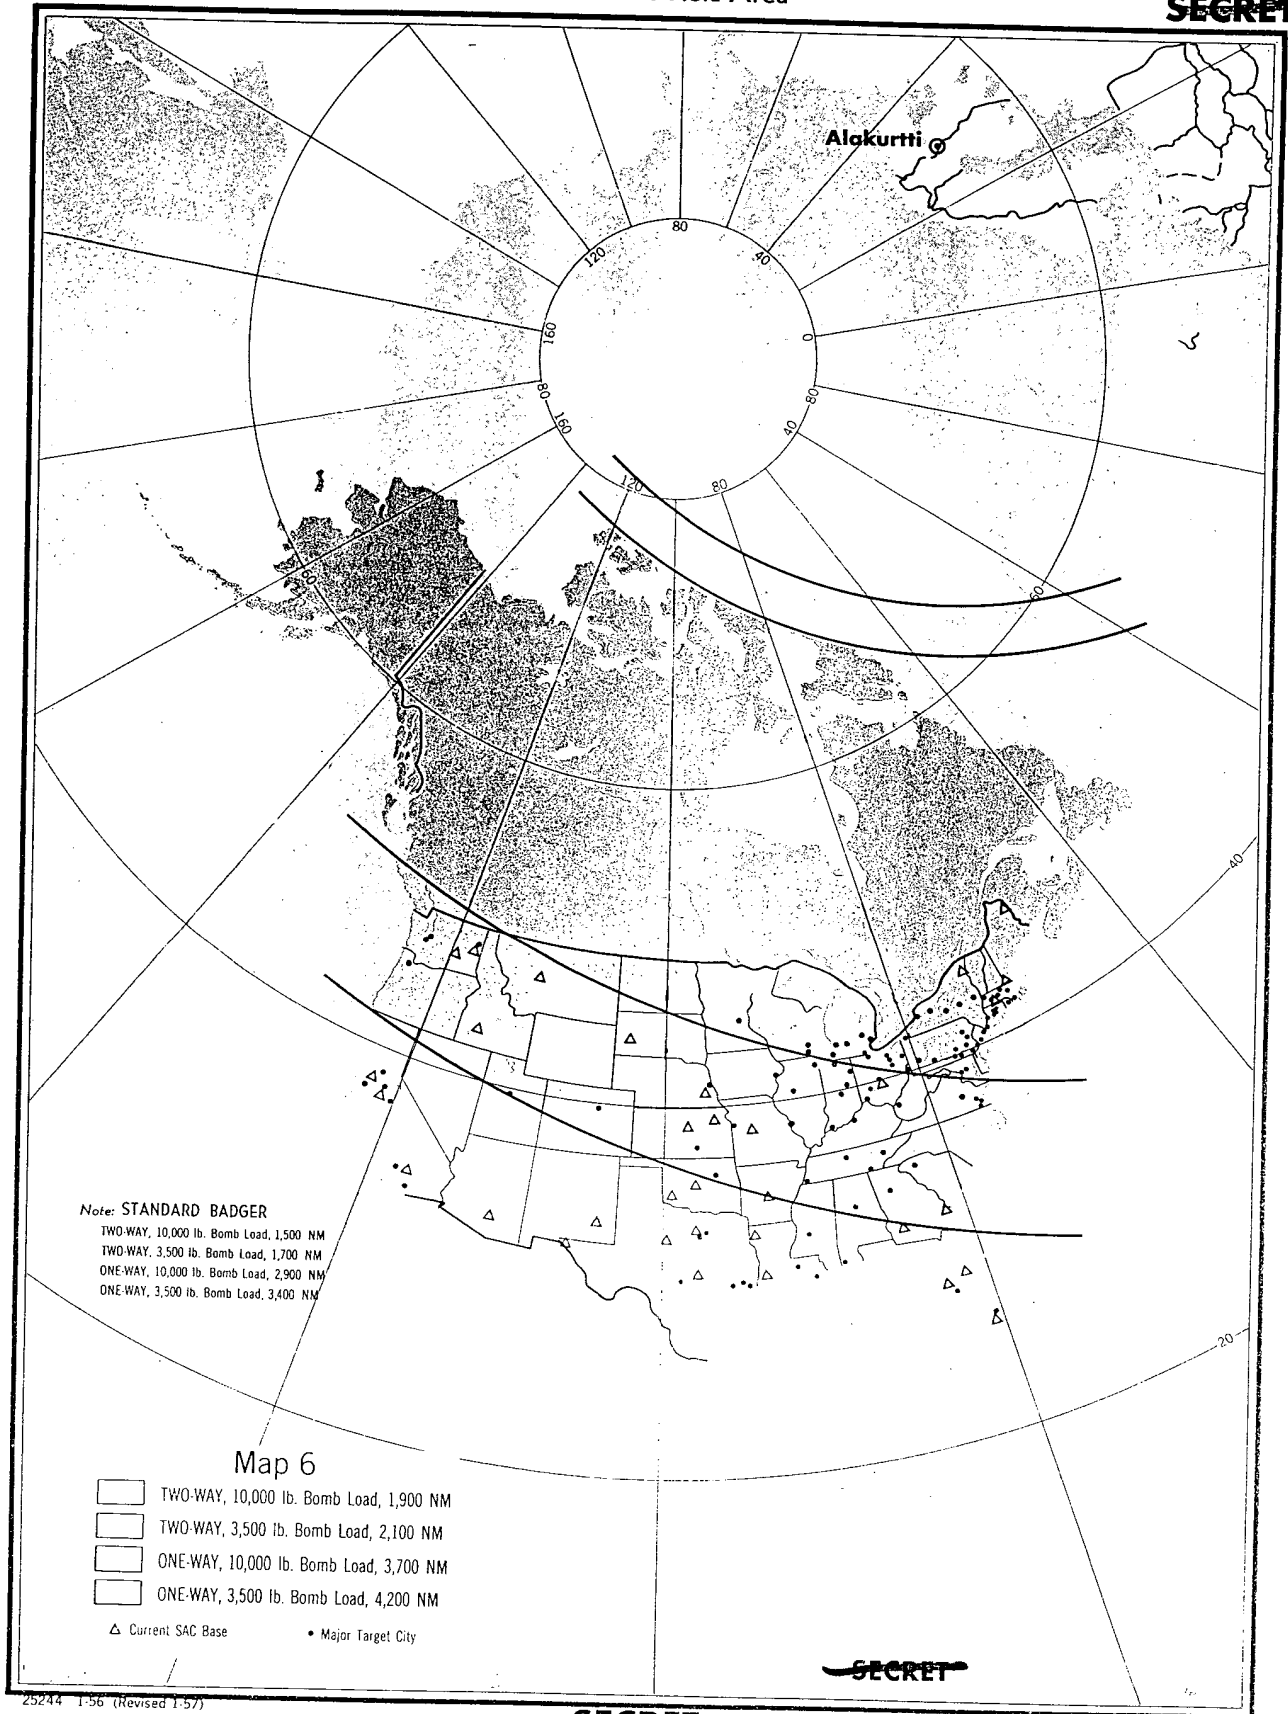 Area
SECRET
Alakurtti
80
120
40
160
0
80
80
160
40
120
80
60
60
40
20
Note: STANDARD BADGER
TWO-WAY, 10,000 lb. Bomb Load, 1,500 NM
TWO-WAY, 3,500 lb. Bomb Load, 1,700 NM
ONE-WAY, 10,000 lb. Bomb Load, 2,900 NM
ONE-WAY, 3,500 lb. Bomb Load, 3,400 NM
Map 6
TWO-WAY, 10,000 lb. Bomb Load, 1,900 NM
TWO-WAY, 3,500 lb. Bomb Load, 2,100 NM
ONE-WAY, 10,000 lb. Bomb Load, 3,700 NM
ONE-WAY, 3,500 lb. Bomb Load, 4,200 NM
Current SAC Base
Major Target City
SECRET
25244 1-56 (Revised 1-57)
SECRET